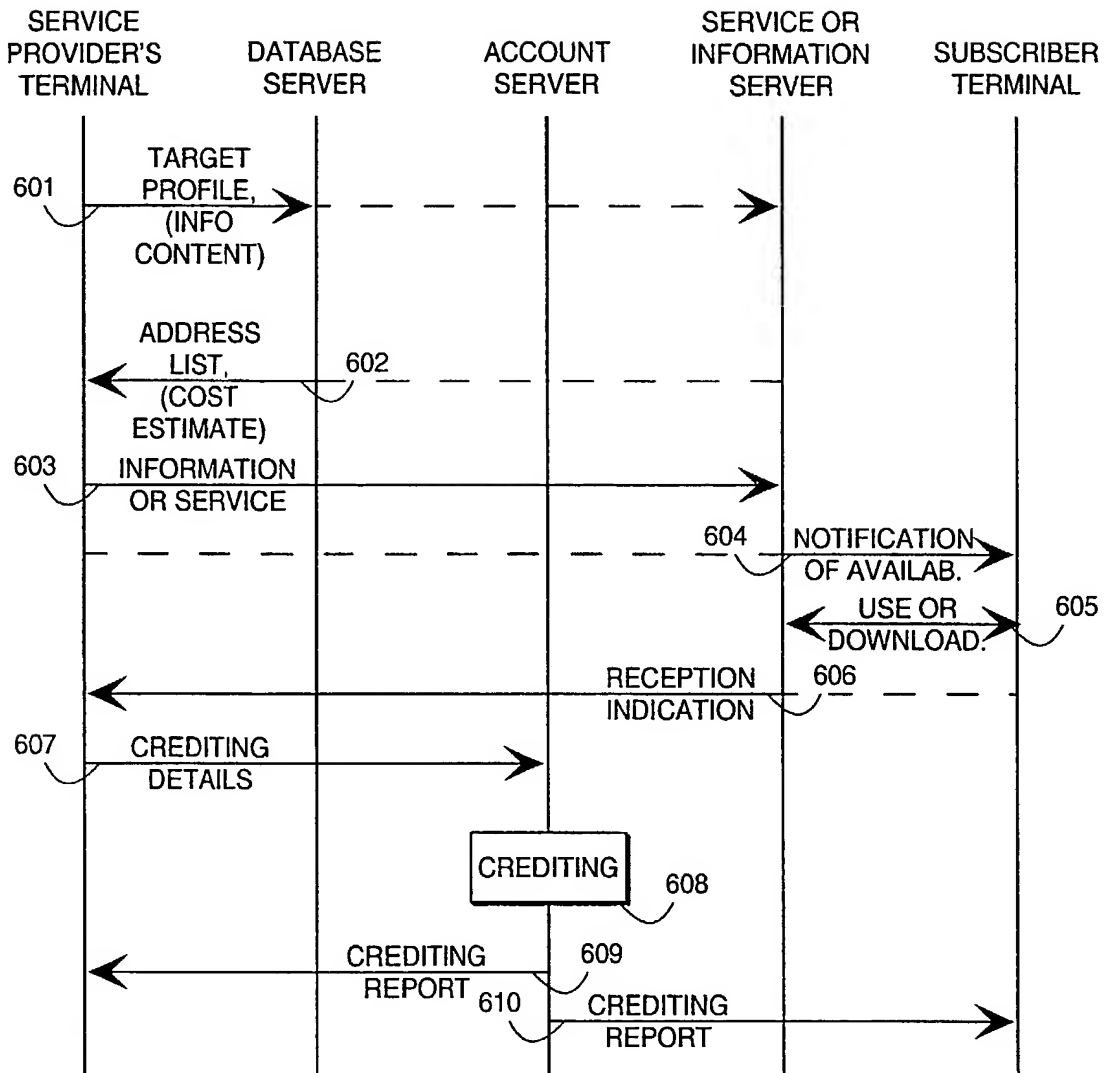 SERVICE
PROVIDER'S
TERMINAL
DATABASE
SERVER
ACCOUNT
SERVER
SERVICE OR
INFORMATION
SERVER
SUBSCRIBER
TERMINAL
601
TARGET
PROFILE,
(INFO
CONTENT)
ADDRESS
LIST,
(COST
ESTIMATE)
602
603
INFORMATION
OR SERVICE
604
NOTIFICATION
OF AVAILAB.
USE OR
DOWNLOAD.
605
RECEPTION
INDICATION
606
607
CREDITING
DETAILS
CREDITING
608
CREDITING
REPORT
609
610
CREDITING
REPORT